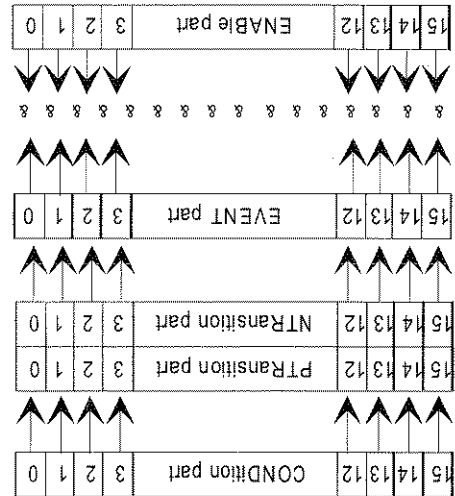 15 14 13 12 CONDition part 3 2 1 0
15 14 13 12 PTRansition part 3 2 1 0
15 14 13 12 NTRansition part 3 2 1 0
15 14 13 12 EVENT part 3 2 1 0
& & & & & & & & & & & & & & & &
15 14 13 12 ENABle part 3 2 1 0